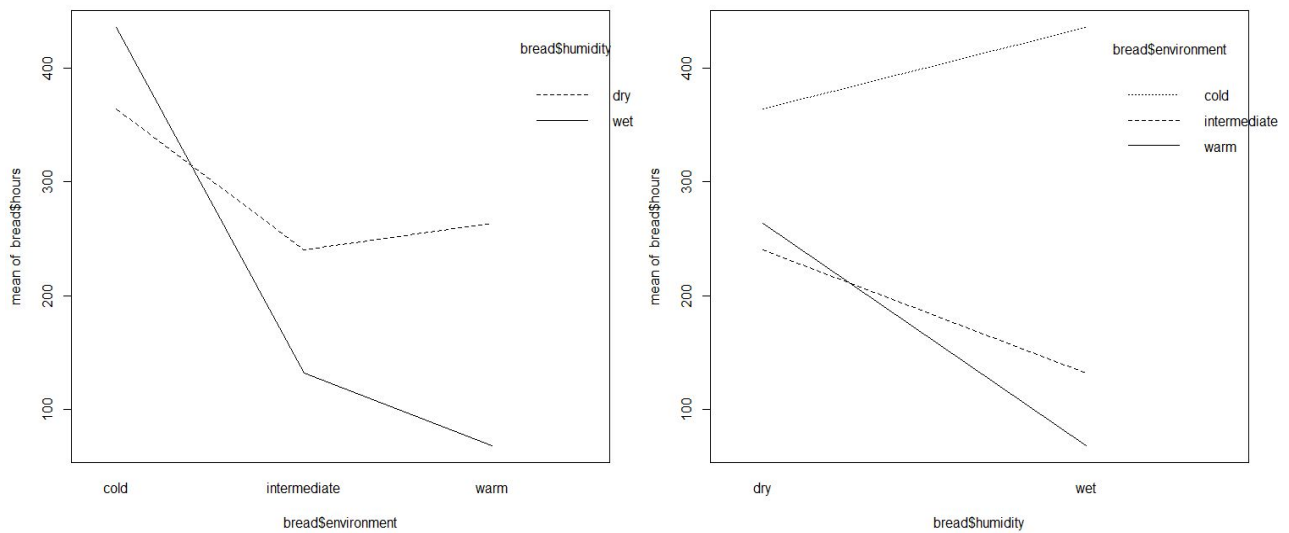 bread$humidity
dry
wet
mean of bread$hours
400
300
200
100
cold intermediate warm
bread$environment
bread$environment
cold
intermediate
warm
mean of bread$hours
400
300
200
100
dry wet
bread$humidity